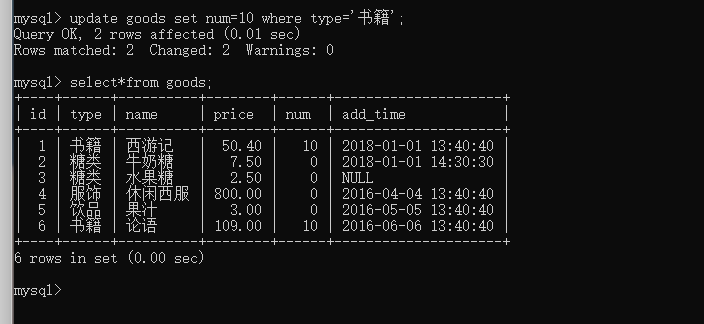 mysql> update goods set num=10 where type='书籍';
Query OK, 2 rows affected (0.01 sec)
Rows matched: 2  Changed: 2  Warnings: 0
mysql> select*from goods;
+----+------+----------+--------+------+---------------------+
| id | type | name     | price  | num  | add_time            |
+----+------+----------+--------+------+---------------------+
|  1 | 书籍 | 西游记   |  50.40 |   10 | 2018-01-01 13:40:40 |
|  2 | 糖类 | 牛奶糖   |   7.50 |    0 | 2018-01-01 14:30:30 |
|  3 | 糖类 | 水果糖   |   2.50 |    0 | NULL                |
|  4 | 服饰 | 休闲西服 | 800.00 |    0 | 2016-04-04 13:40:40 |
|  5 | 饮品 | 果汁     |   3.00 |    0 | 2016-05-05 13:40:40 |
|  6 | 书籍 | 论语     | 109.00 |   10 | 2016-06-06 13:40:40 |
+----+------+----------+--------+------+---------------------+
6 rows in set (0.00 sec)
mysql>